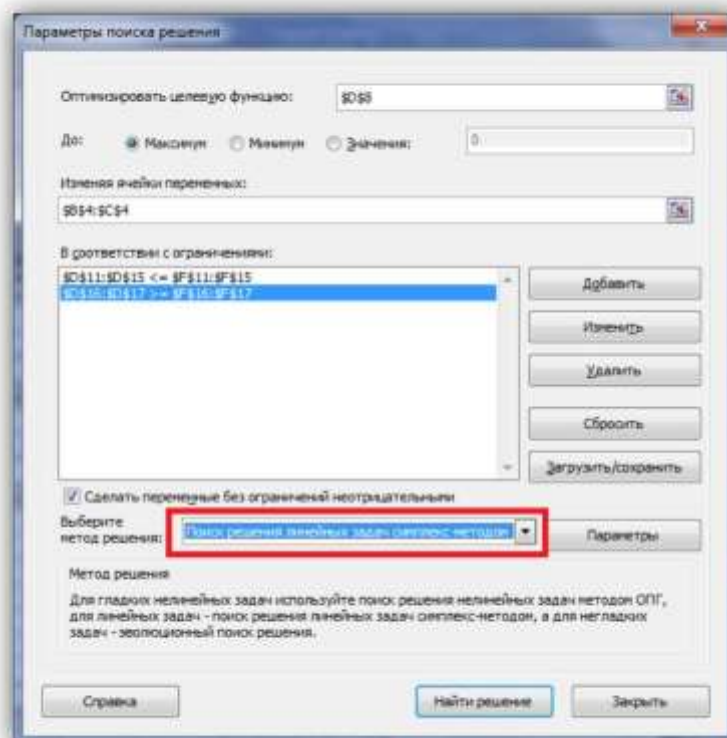 Параметры поиска решения
Оптимизировать целевую функцию: $D$8
До: Максимум Минимум Значения: 0
Изменяя ячейки переменных:
$B$4:$C$4
В соответствии с ограничениями:
$D$11:$D$15 <= $F$11:$F$15
$D$16:$D$17 >= $F$16:$F$17
Добавить
Изменить
Удалить
Сбросить
Загрузить/сохранить
Сделать переменные без ограничений неотрицательными
Выберите
метод решения: Поиск решения линейных задач симплекс-методом Параметры
Метод решения
Для гладких нелинейных задач используйте поиск решения нелинейных задач методом ОПГ,
для линейных задач - поиск решения линейных задач симплекс-методом, а для негладких
задач - эволюционный поиск решения.
Справка Найти решение Закрыть